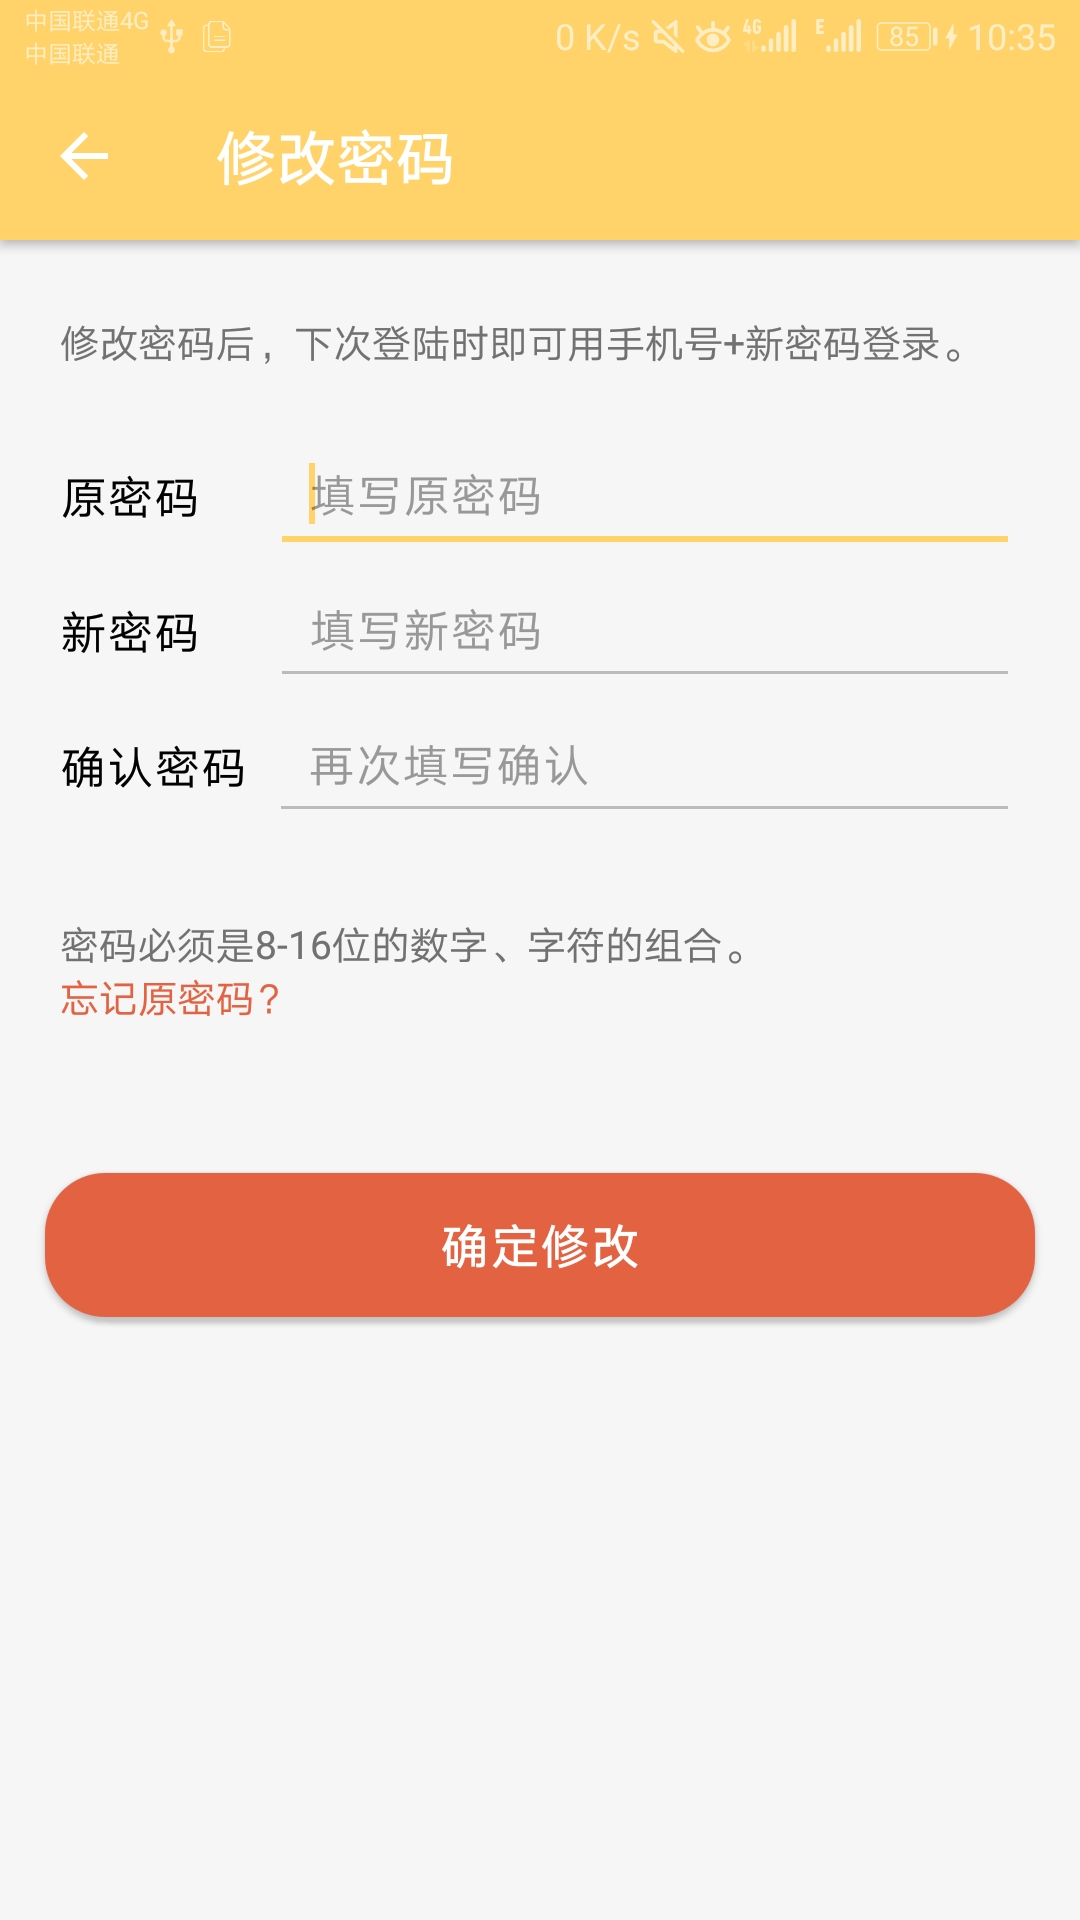 中国联通4G
中国联通
0 K/s 4G E 85 10:35
修改密码
修改密码后，下次登陆时即可用手机号+新密码登录。
原密码 填写原密码
新密码 填写新密码
确认密码 再次填写确认
密码必须是8-16位的数字、字符的组合。
忘记原密码？
确定修改